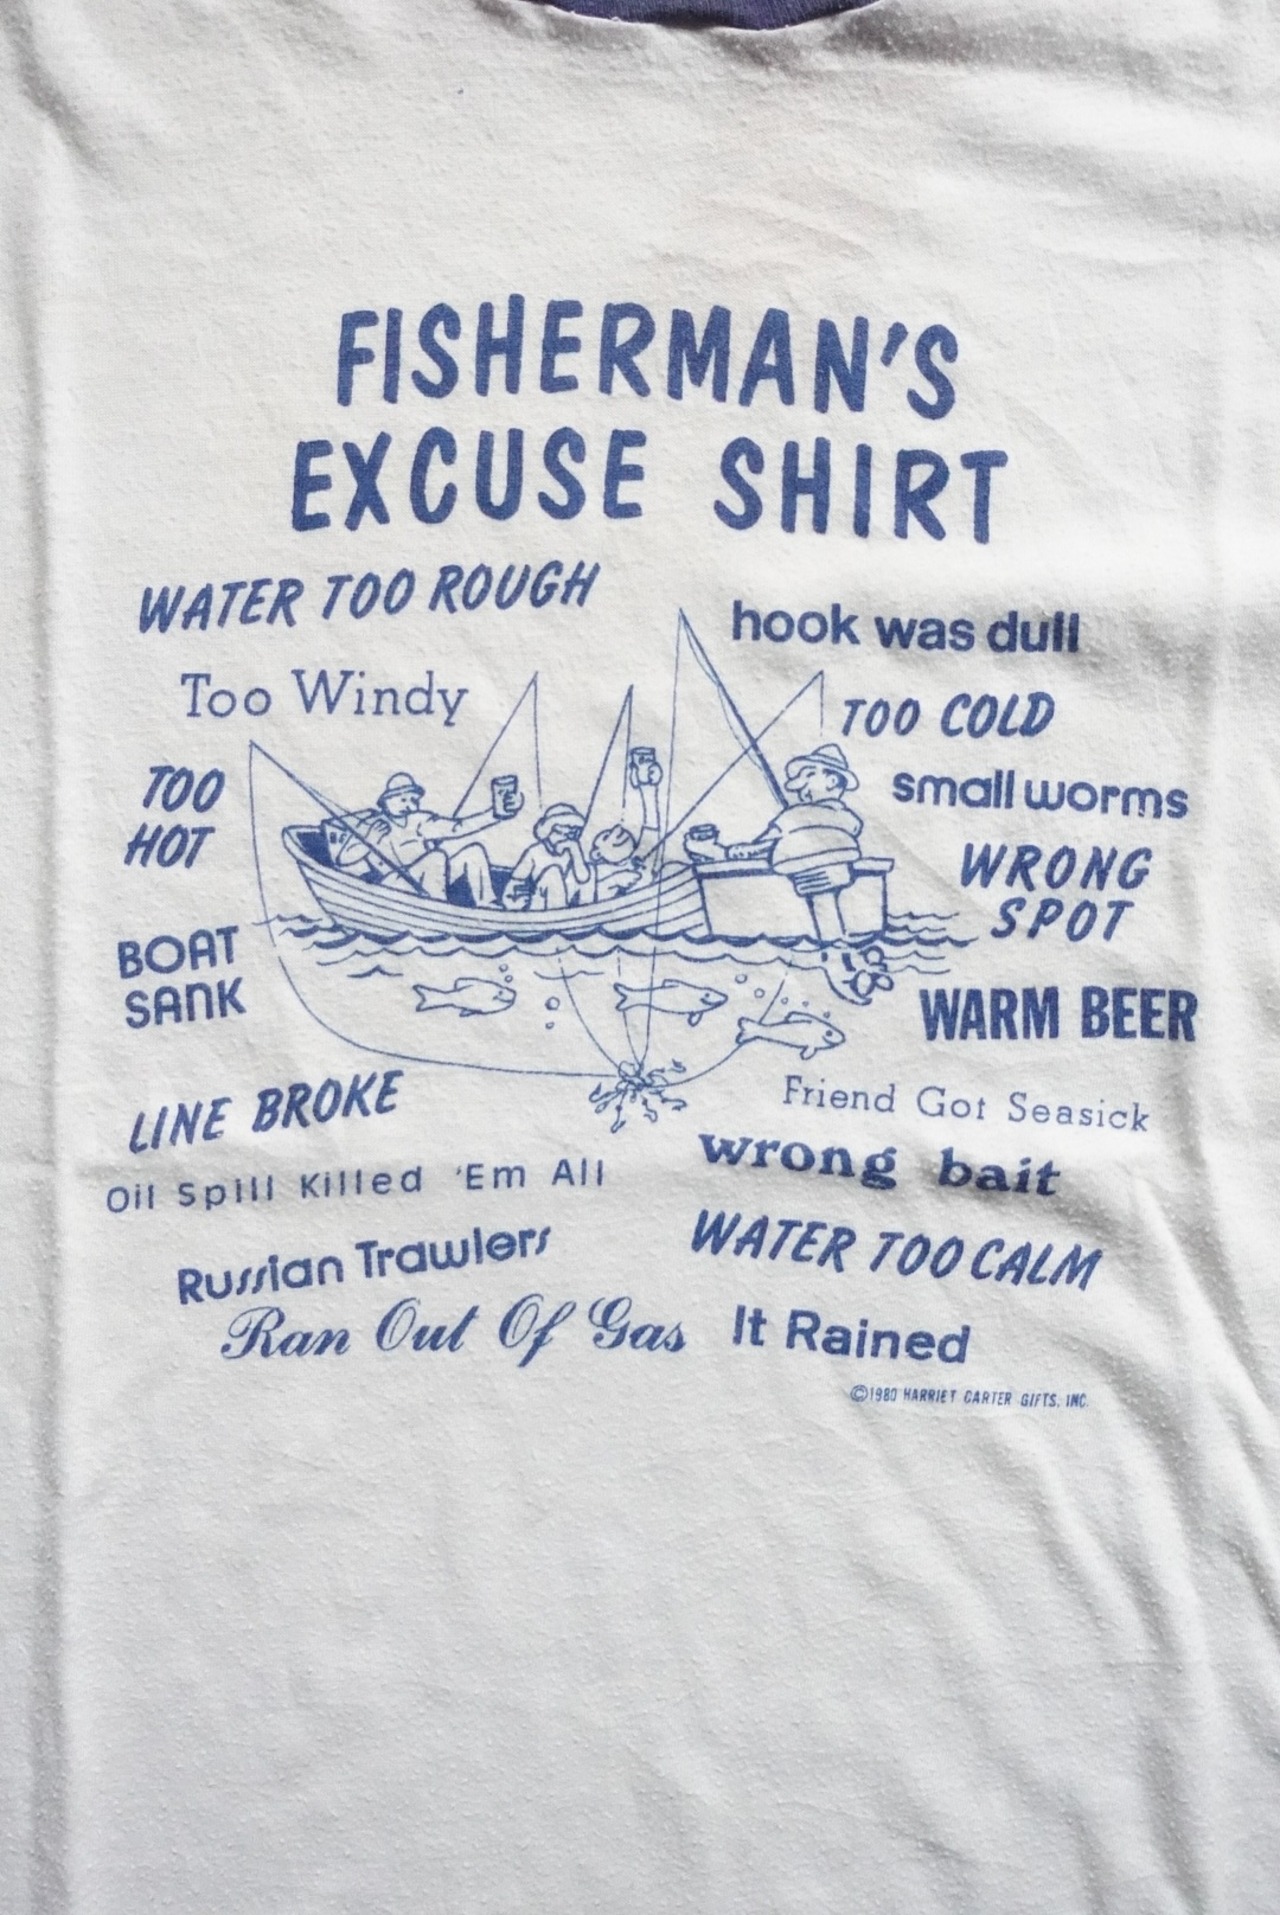 FISHERMAN'S
EXCUSE SHIRT
WATER TOO ROUGH
hook was dull
Too Windy
TOO COLD
TOO
HOT
small worms
WRONG
SPOT
BOAT
SANK
WARM BEER
LINE BROKE
Friend Got Seasick
Oil Spill Killed 'Em All
wrong bait
Russian Trawlers
WATER TOO CALM
Ran Out Of Gas
It Rained
©1980 HARRIET CARTER GIFTS, INC.